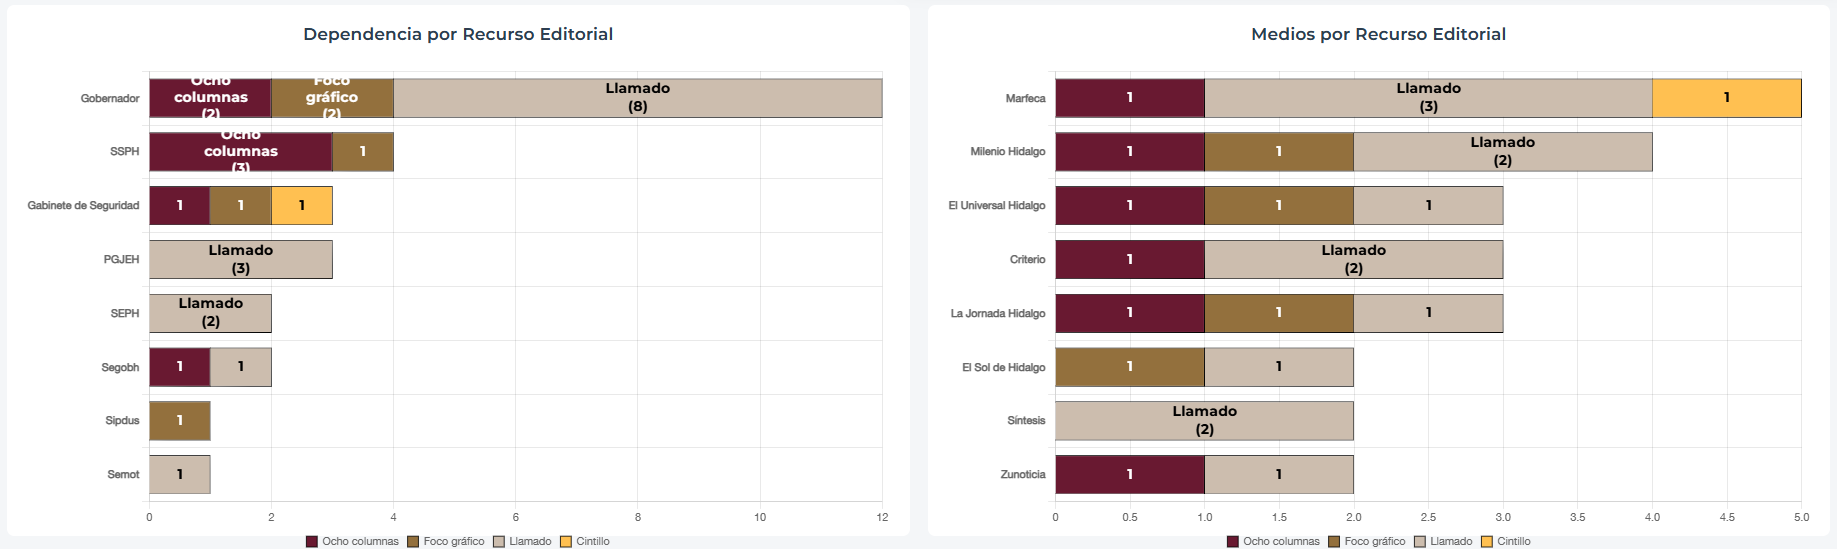 Dependencia por Recurso Editorial
Gobernador
Ocho
columnas
(2)
Foco
gráfico
(2)
Llamado
(8)
SSPH
Ocho
columnas
(3)
1
Gabinete de Seguridad
1
1
1
PGJEH
Llamado
(3)
SEPH
Llamado
(2)
Segobh
1
1
Sipdus
1
Semot
1
0
2
4
6
8
10
12
Ocho columnas
Foco gráfico
Llamado
Cintillo
Medios por Recurso Editorial
Marfeca
1
Llamado
(3)
1
Milenio Hidalgo
1
1
Llamado
(2)
El Universal Hidalgo
1
1
1
Criterio
1
Llamado
(2)
La Jornada Hidalgo
1
1
1
El Sol de Hidalgo
1
1
Síntesis
Llamado
(2)
Zunoticia
1
1
0
0.5
1.0
1.5
2.0
2.5
3.0
3.5
4.0
4.5
5.0
Ocho columnas
Foco gráfico
Llamado
Cintillo